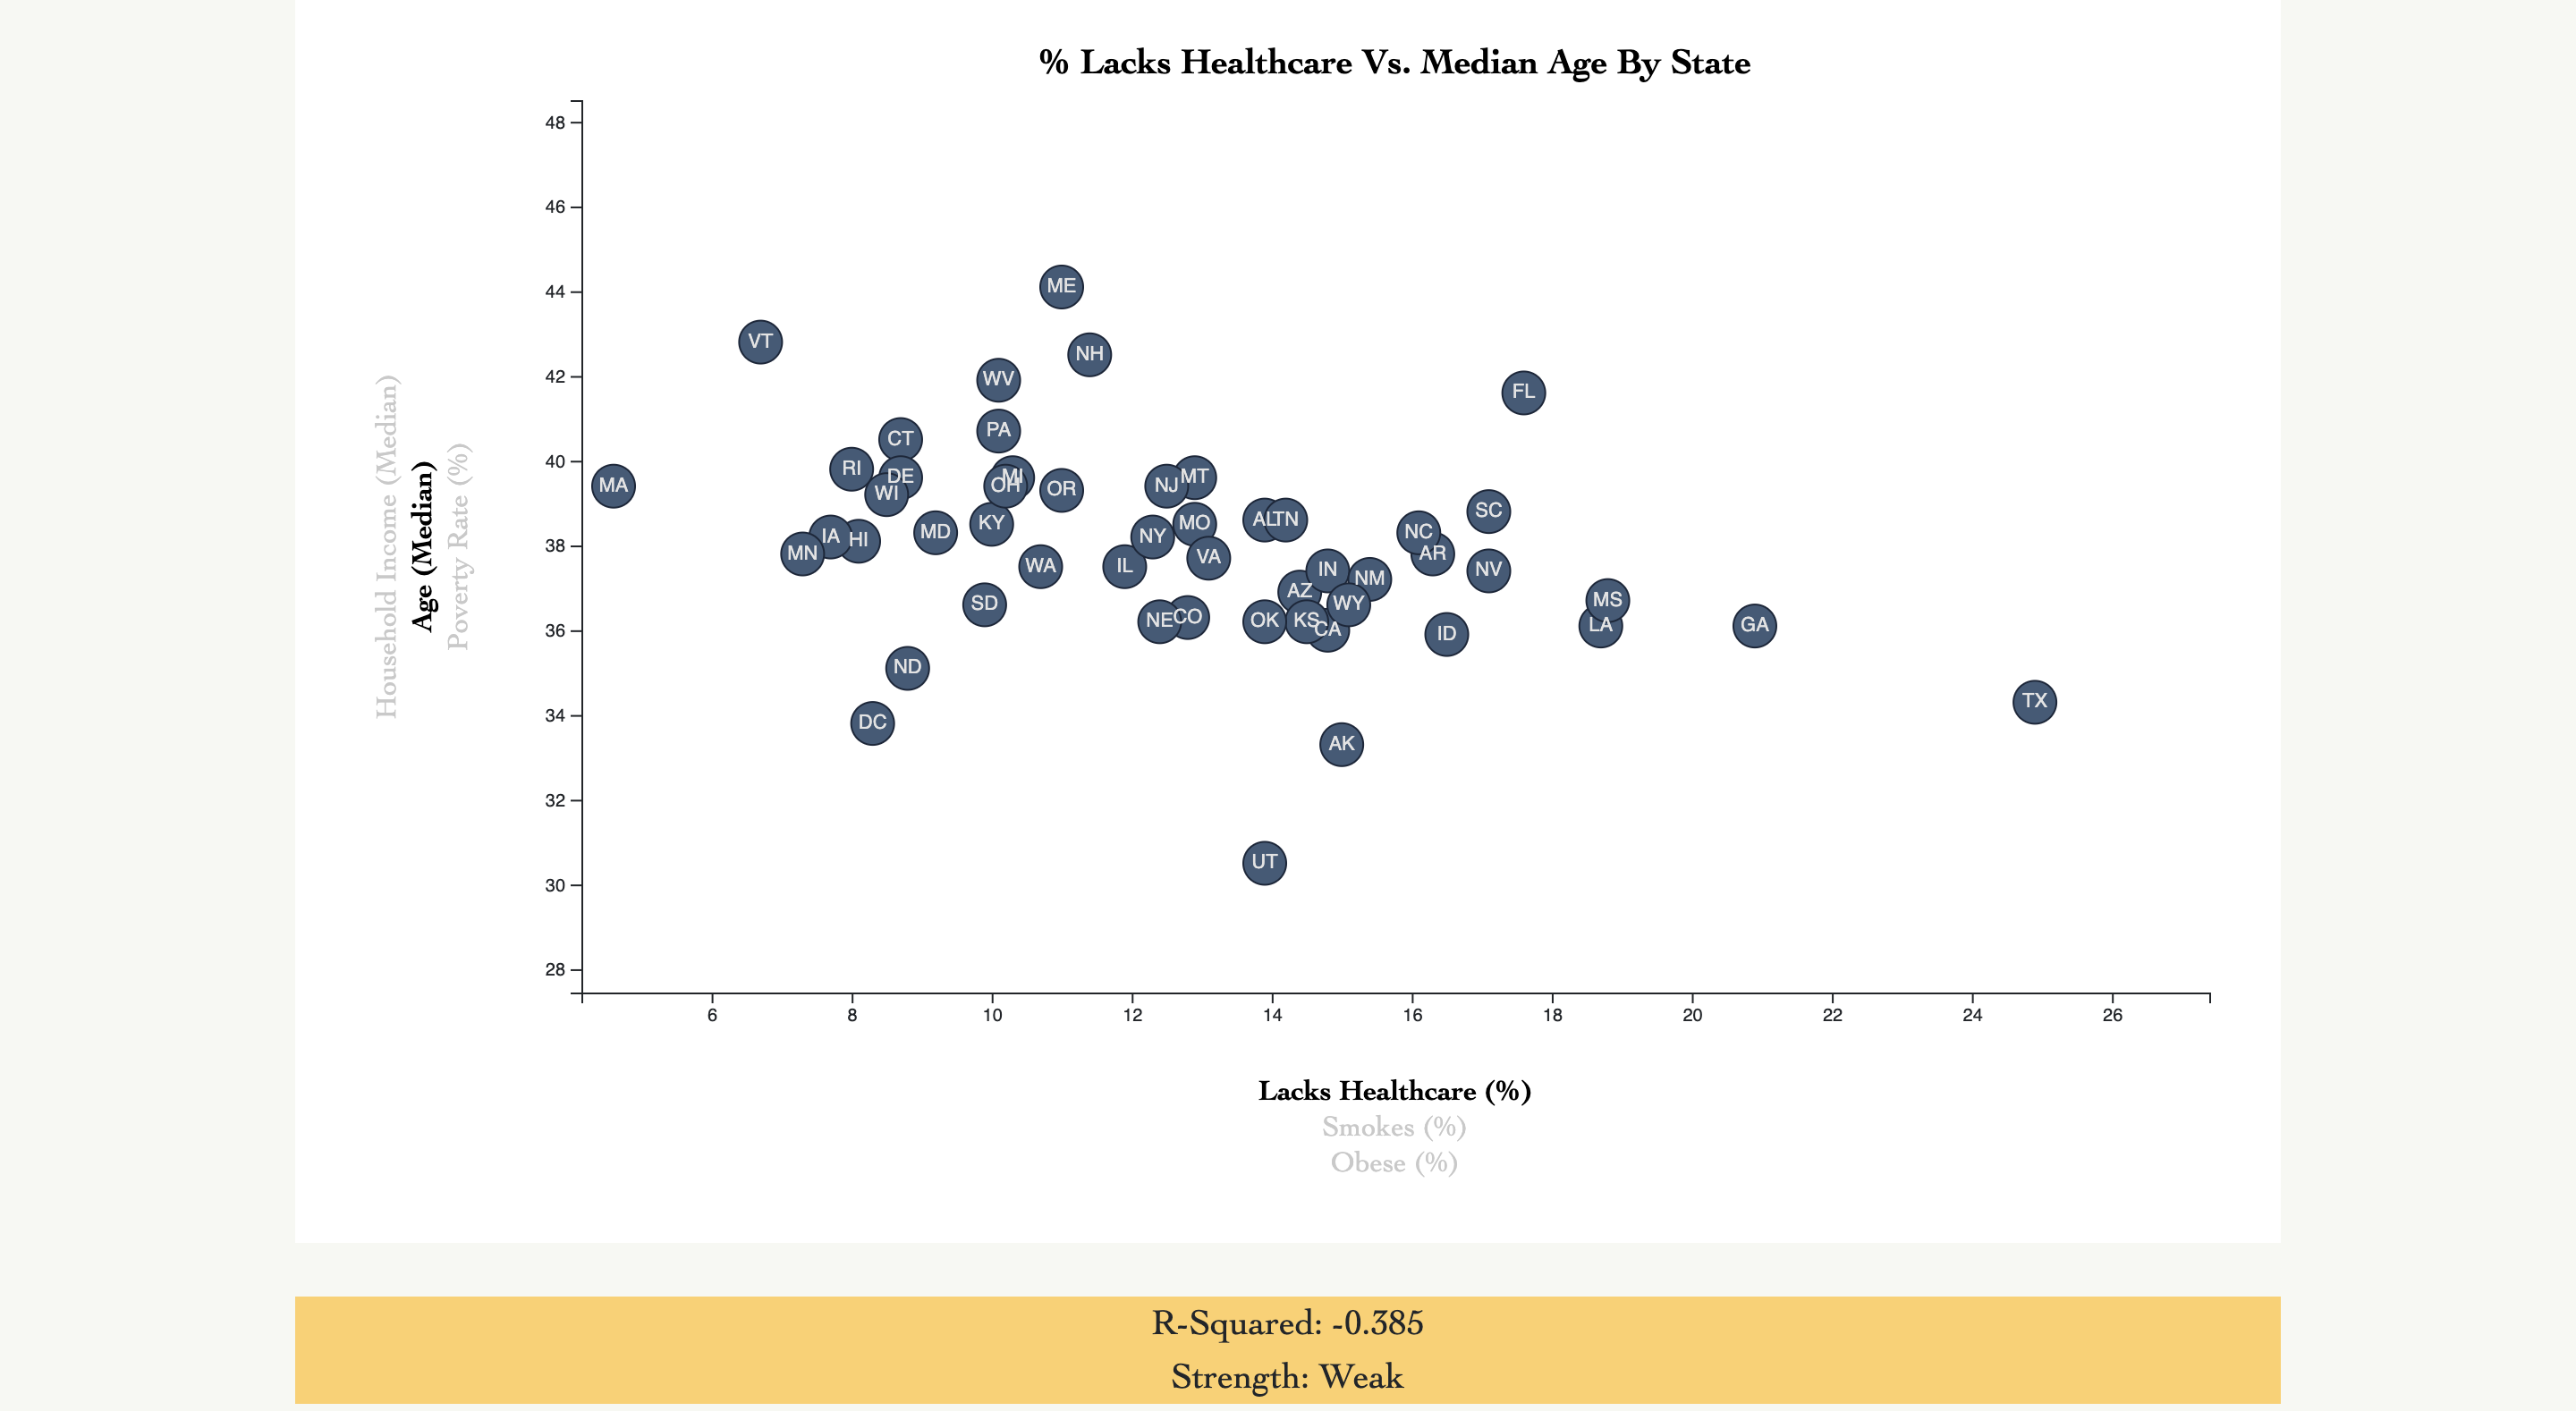 % Lacks Healthcare Vs. Median Age By State
48
46
44
42
40
38
36
34
32
30
28
Household Income (Median)
Age (Median)
Poverty Rate (%)
ME
VT
NH
WV
FL
PA
CT
RI
DE
MI
MT
MA
WI
OH
OR
NJ
SC
KY
MO
AL
TN
MD
NC
IA
HI
NY
MN
VA
AR
WA
IL
IN
NV
NM
AZ
SD
WY
MS
NE
CO
OK
KS
CA
ID
LA
GA
ND
TX
DC
AK
UT
6
8
10
12
14
16
18
20
22
24
26
Lacks Healthcare (%)
Smokes (%)
Obese (%)
R-Squared: -0.385
Strength: Weak